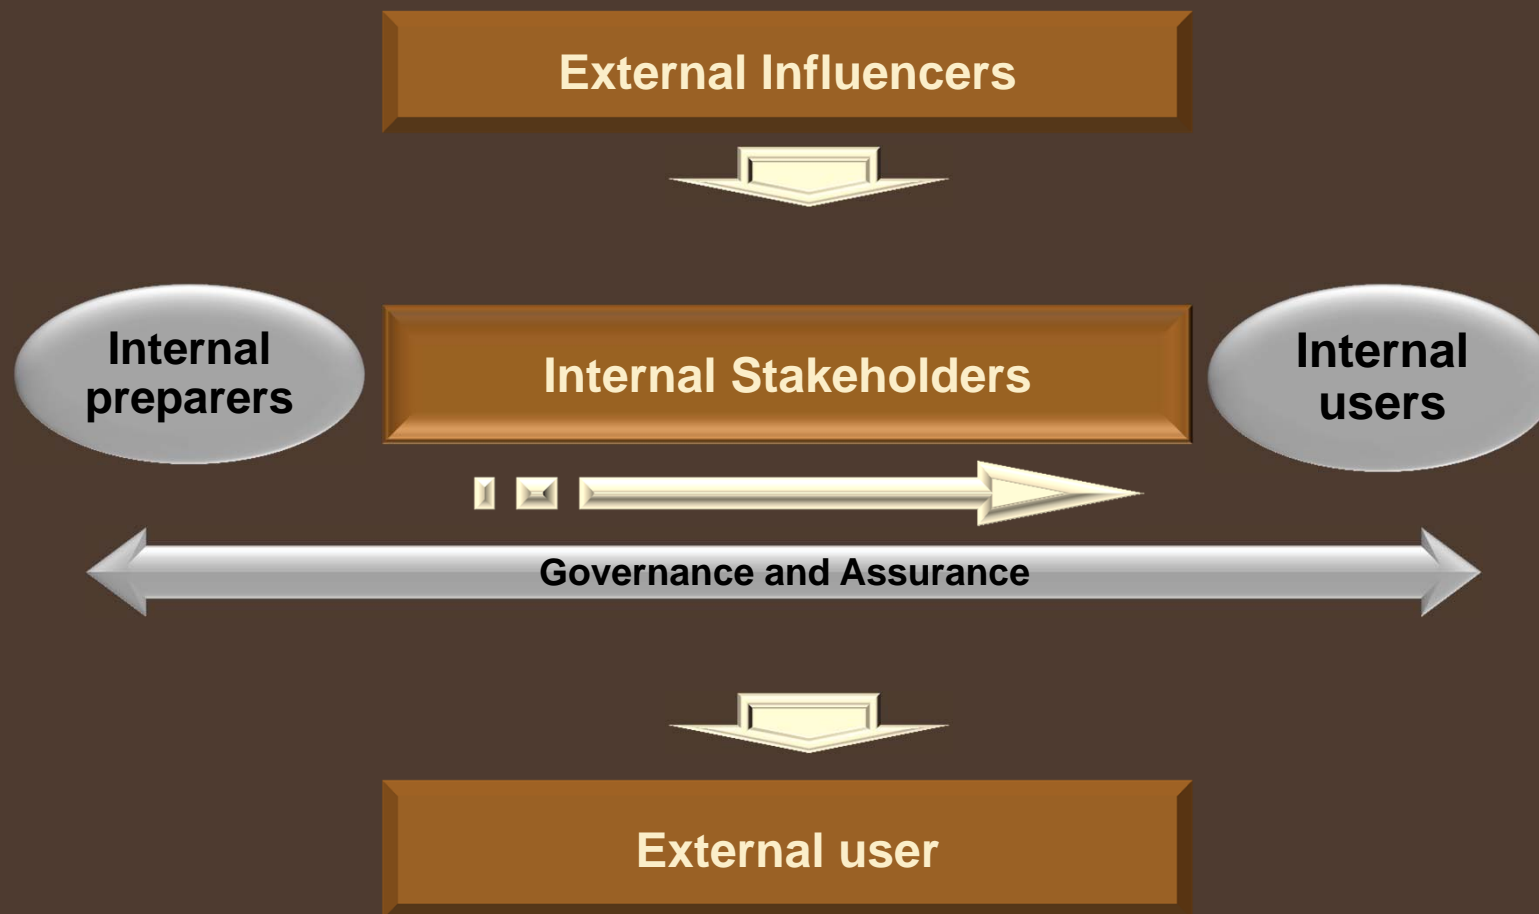 External Influencers
Internal
preparers
Internal Stakeholders
Internal
users
Governance and Assurance
External user